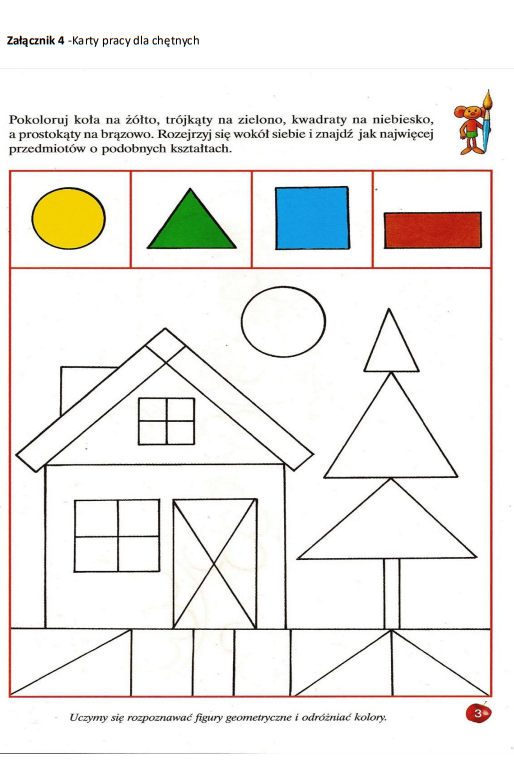 Załącznik 4 -Karty pracy dla chętnych
Pokoloruj koła na żółto, trójkąty na zielono, kwadraty na niebiesko,
a prostokąty na brązowo. Rozejrzyj się wokół siebie i znajdź jak najwięcej
przedmiotów o podobnych kształtach.
Uczymy się rozpoznawać figury geometryczne i odróżniać kolory.
3